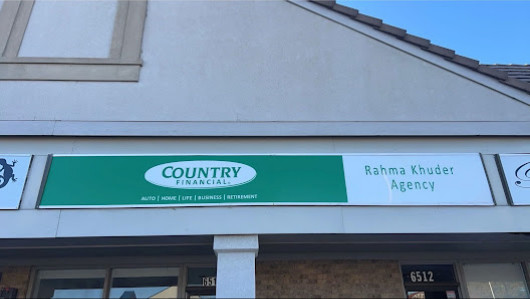 COUNTRY
FINANCIAL®
AUTO | HOME | LIFE | BUSINESS | RETIREMENT
Rahma Khuder
Agency
6512